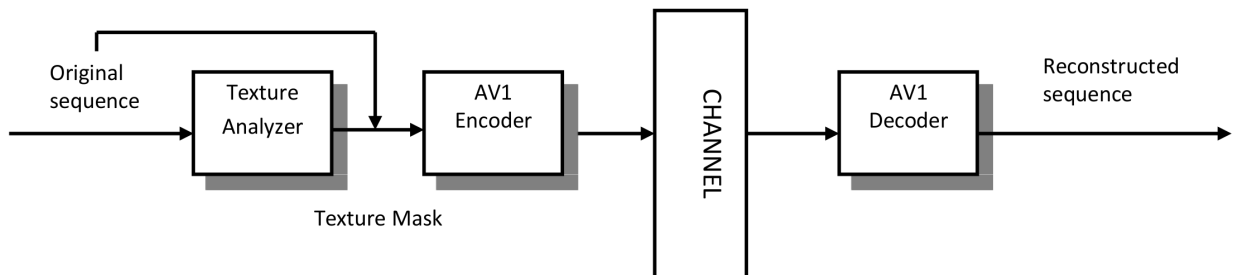 Original
sequence
Texture
Analyzer
Texture Mask
AV1
Encoder
CHANNEL
AV1
Decoder
Reconstructed
sequence